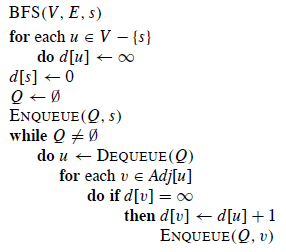 BFS(V, E, s)
for each u ∈ V − {s}
do d[u] ← ∞
d[s] ← 0
Q ← ∅
ENQUEUE(Q, s)
while Q ≠ ∅
do u ← DEQUEUE(Q)
for each v ∈ Adj[u]
do if d[v] = ∞
then d[v] ← d[u] + 1
ENQUEUE(Q, v)